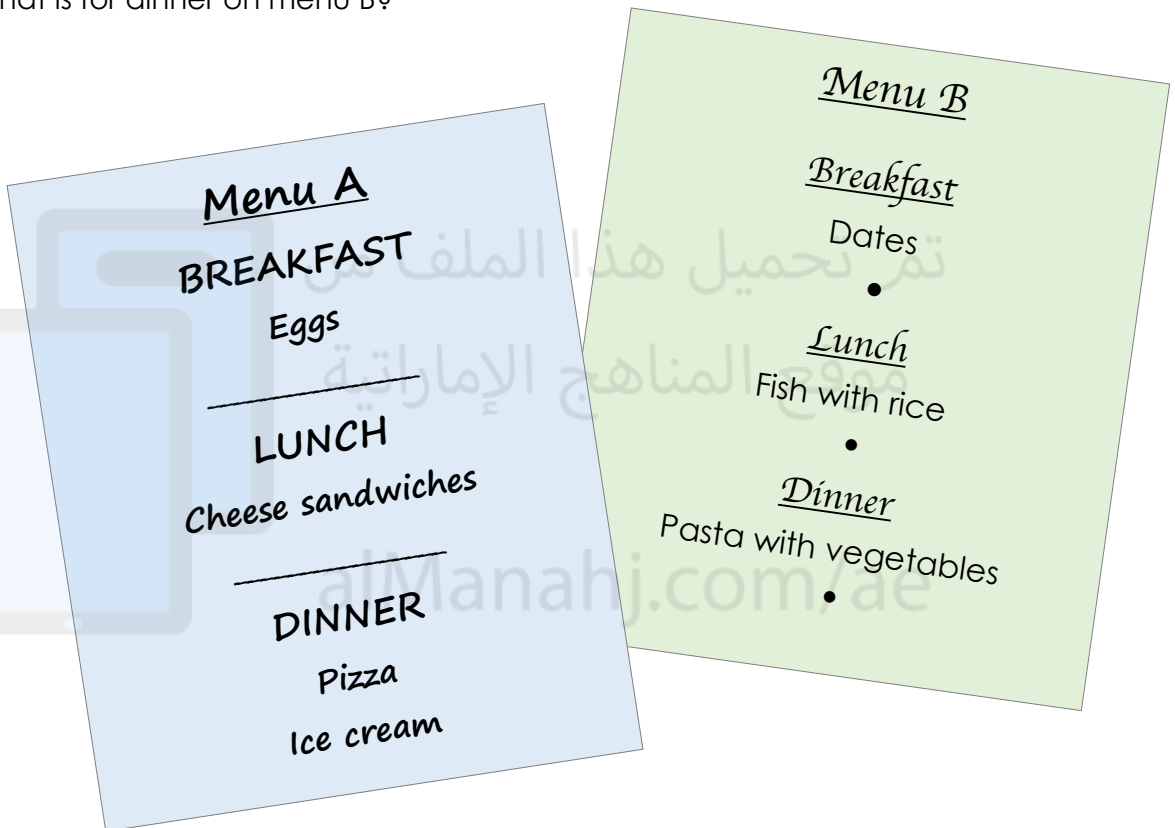 hat is for dinner on menu B?
Menu A
BREAKFAST
Eggs
LUNCH
Cheese sandwiches
DINNER
Pizza
Ice cream
Menu B
Breakfast
Dates
•
Lunch
Fish with rice
•
Dinner
Pasta with vegetables
•
تم تحميل هذا الملف من
موقع المناهج الإماراتية
alManahj.com/ae